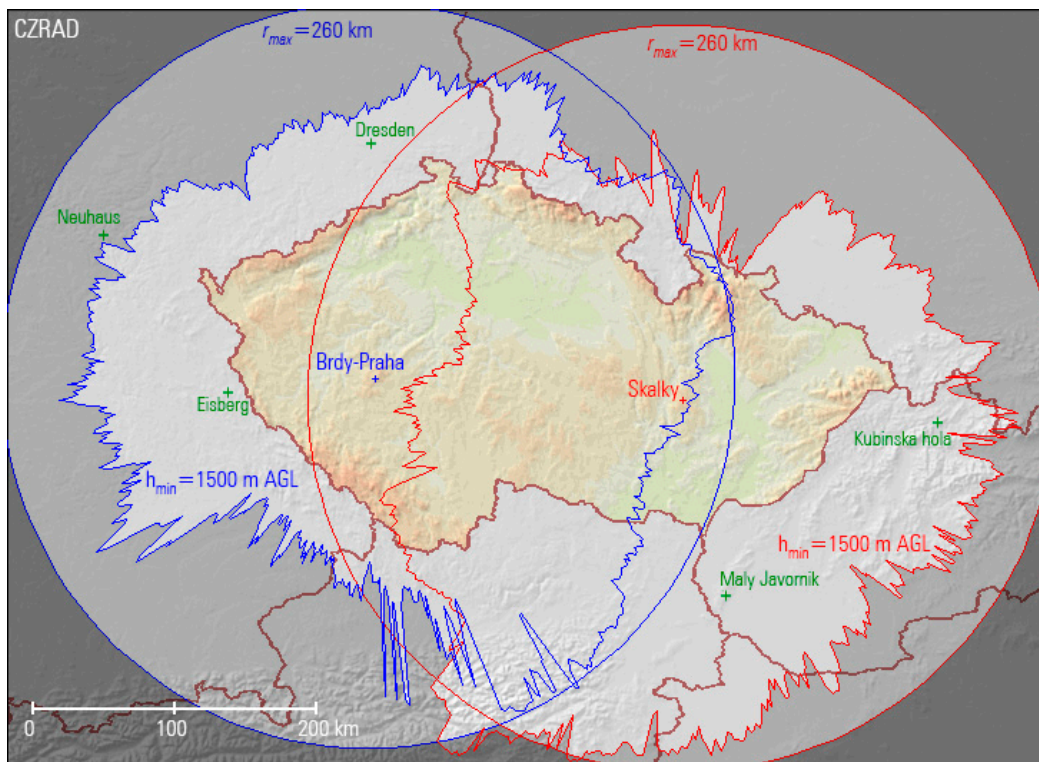 CZRAD
r_max = 260 km
r_max = 260 km
Dresden
Neuhaus
Brdy-Praha
Skalky
Eisberg
Kubinska hola
h_min = 1500 m AGL
h_min = 1500 m AGL
Maly Javornik
0 100 200 km